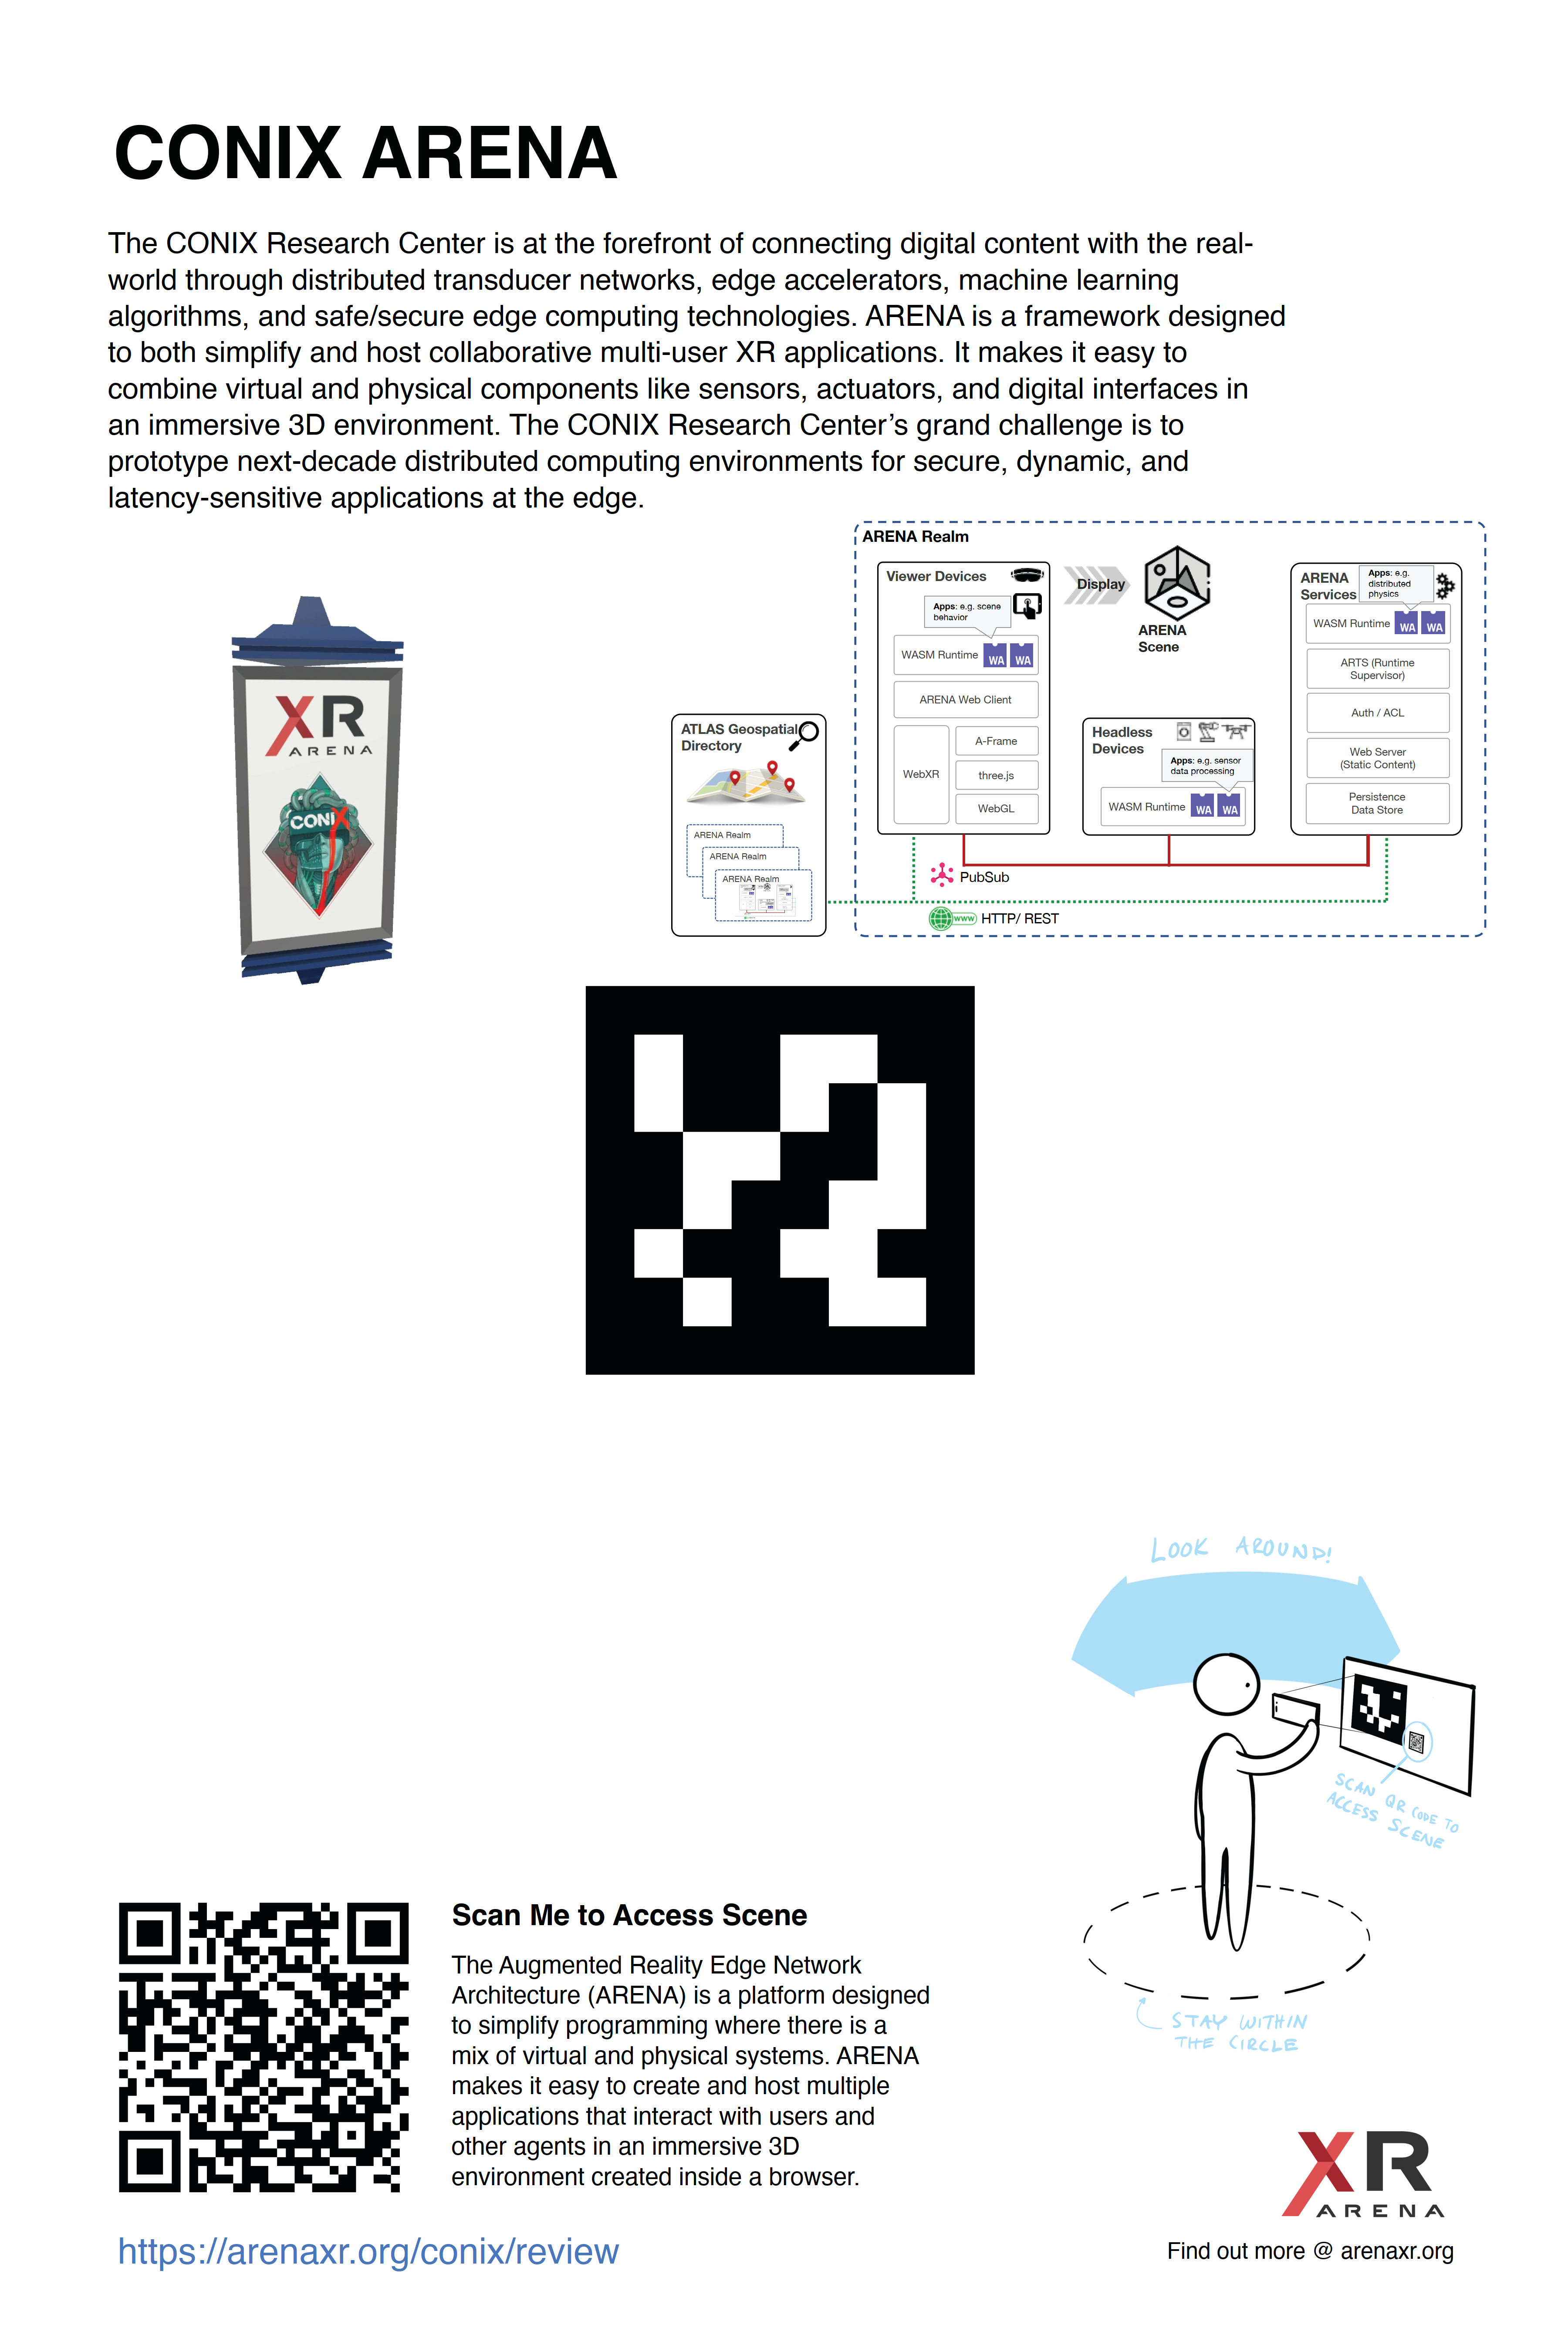 CONIX ARENA
The CONIX Research Center is at the forefront of connecting digital content with the real-
world through distributed transducer networks, edge accelerators, machine learning
algorithms, and safe/secure edge computing technologies. ARENA is a framework designed
to both simplify and host collaborative multi-user XR applications. It makes it easy to
combine virtual and physical components like sensors, actuators, and digital interfaces in
an immersive 3D environment. The CONIX Research Center’s grand challenge is to
prototype next-decade distributed computing environments for secure, dynamic, and
latency-sensitive applications at the edge.
XR
ARENA
CONIX
ATLAS Geospatial
Directory
ARENA Realm
ARENA Realm
ARENA Realm
ARENA Realm
Viewer Devices
Apps: e.g. scene
behavior
WASM Runtime
WA WA
ARENA Web Client
WebXR
A-Frame
three.js
WebGL
Display
ARENA
Scene
Headless
Devices
Apps: e.g. sensor
data processing
WASM Runtime
WA WA
ARENA
Services
Apps: e.g.
distributed
physics
WASM Runtime
WA WA
ARTS (Runtime
Supervisor)
Auth / ACL
Web Server
(Static Content)
Persistence
Data Store
PubSub
www HTTP/ REST
LOOK AROUND!
SCAN QR CODE TO
ACCESS SCENE
STAY WITHIN
THE CIRCLE
Scan Me to Access Scene
The Augmented Reality Edge Network
Architecture (ARENA) is a platform designed
to simplify programming where there is a
mix of virtual and physical systems. ARENA
makes it easy to create and host multiple
applications that interact with users and
other agents in an immersive 3D
environment created inside a browser.
https://arenaxr.org/conix/review
XR
ARENA
Find out more @ arenaxr.org